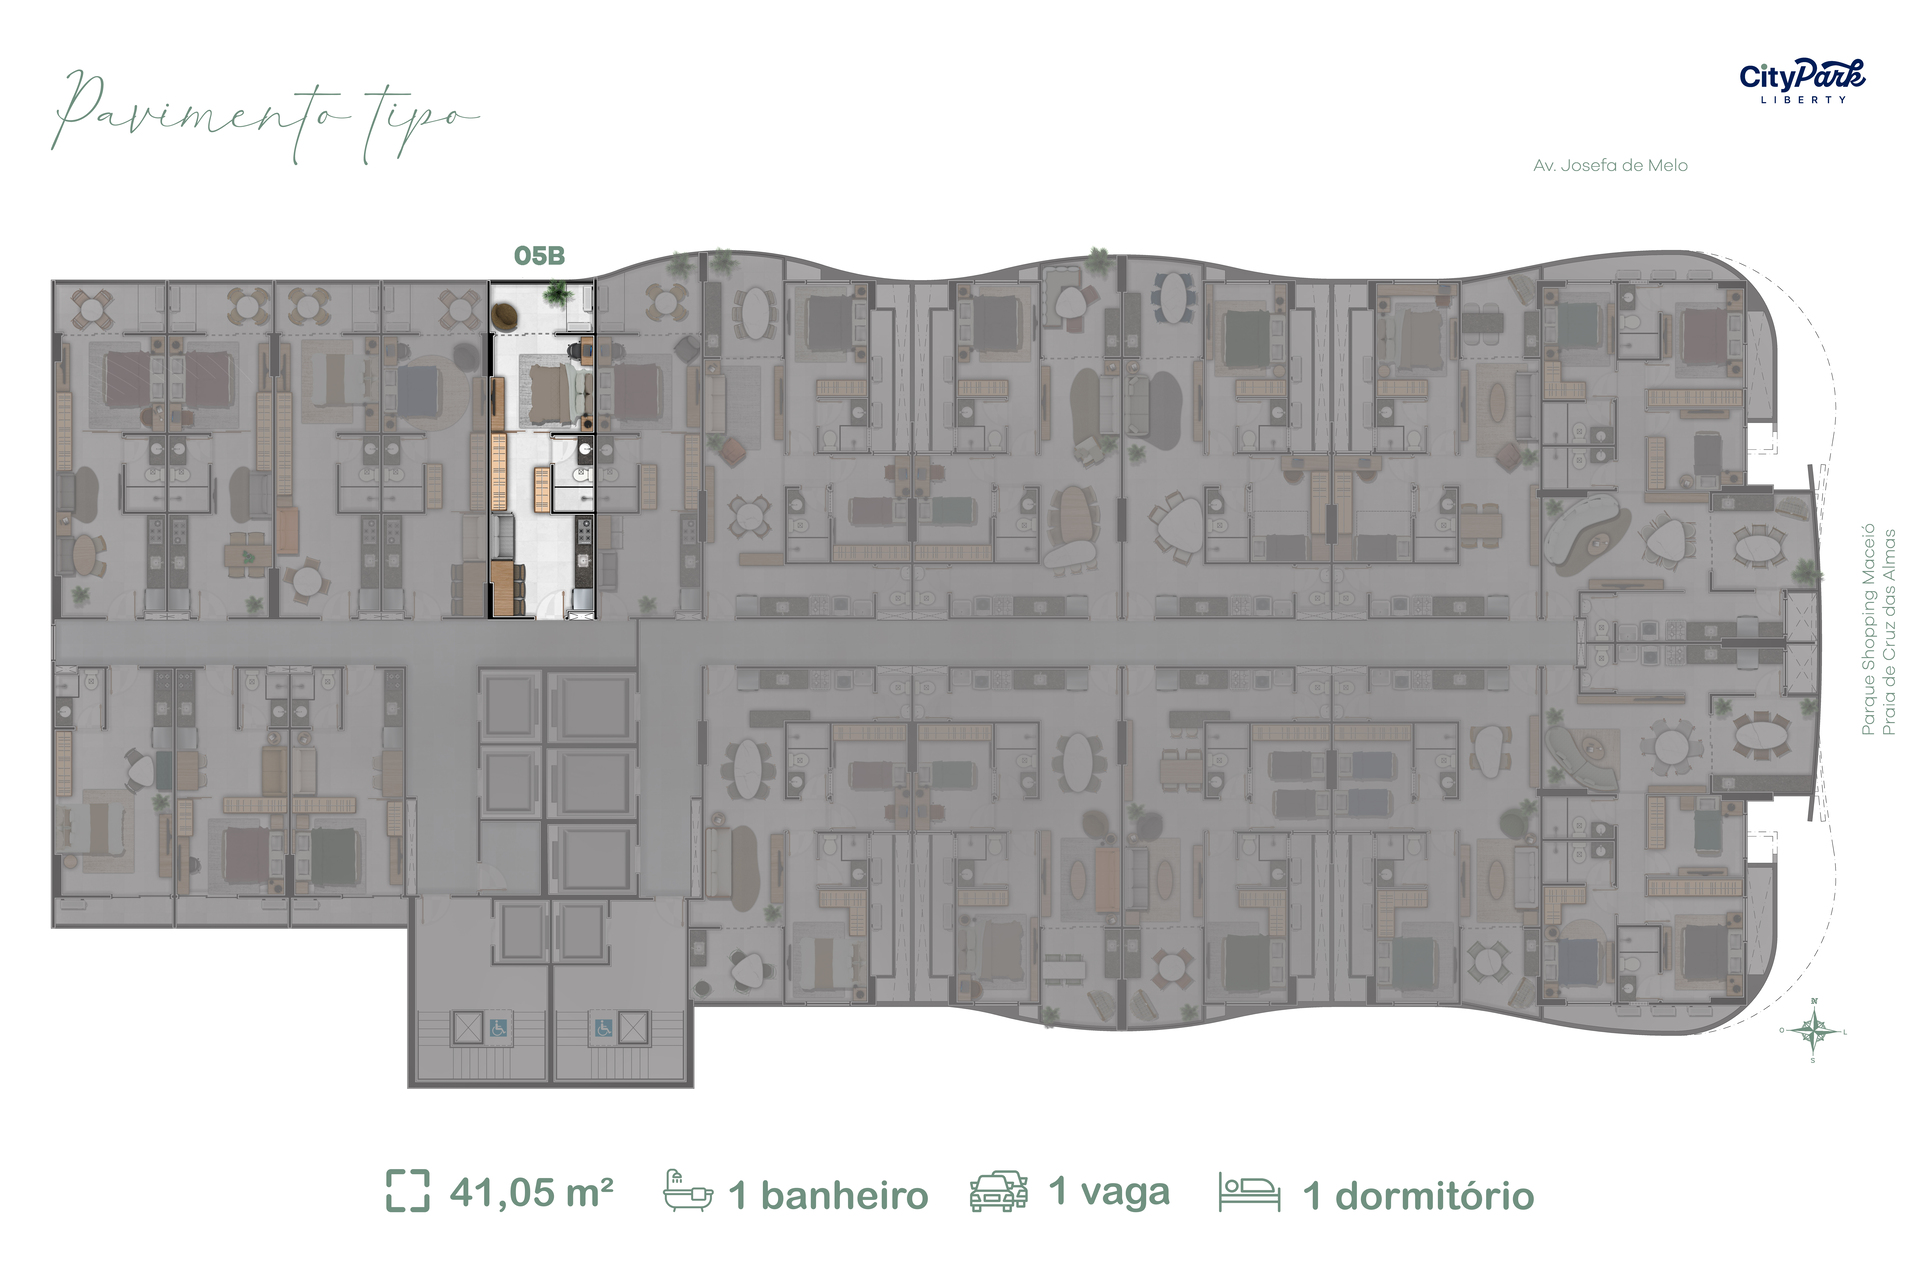 Pavimento tipo
CityPark
LIBERTY
Av. Josefa de Melo
05B
Parque Shopping Maceió
Praia de Cruz das Almas
N
O
L
S
41,05 m²
1 banheiro
1 vaga
1 dormitório